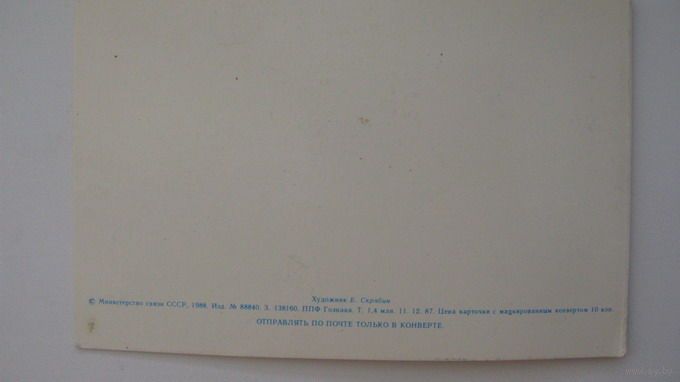 Художник Б. Скрябин
© Министерство связи СССР, 1988. Изд. № 88840. З. 138160. ППФ Гознака. Т. 1,4 млн. 11. 12. 87. Цена карточки с маркированным конвертом 10 коп.
ОТПРАВЛЯТЬ ПО ПОЧТЕ ТОЛЬКО В КОНВЕРТЕ.